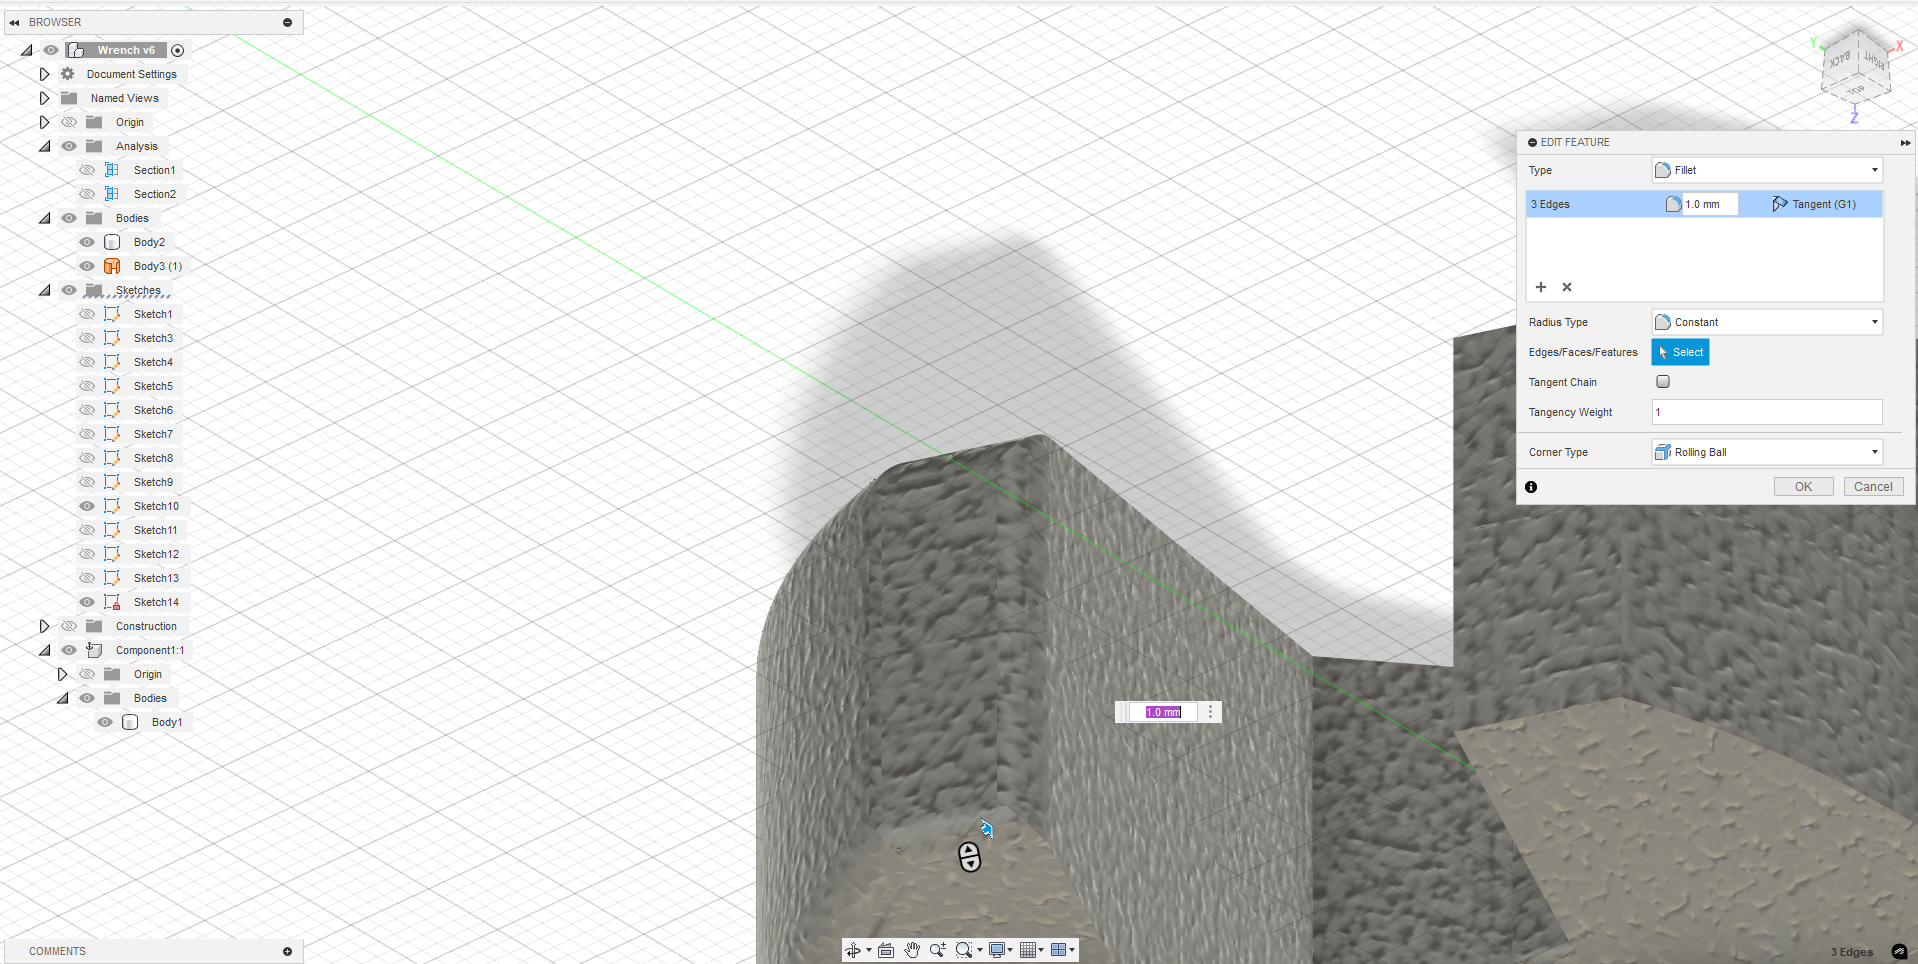 BROWSER
Wrench v6
Document Settings
Named Views
Origin
Analysis
Section1
Section2
Bodies
Body2
Body3 (1)
Sketches
Sketch1
Sketch3
Sketch4
Sketch5
Sketch6
Sketch7
Sketch8
Sketch9
Sketch10
Sketch11
Sketch12
Sketch13
Sketch14
Construction
Component1:1
Origin
Bodies
Body1
COMMENTS
1.0 mm
Y
X
BACK
RIGHT
TOP
Z
EDIT FEATURE
Type Fillet
3 Edges 1.0 mm Tangent (G1)
Radius Type Constant
Edges/Faces/Features Select
Tangent Chain
Tangency Weight 1
Corner Type Rolling Ball
OK Cancel
3 Edges